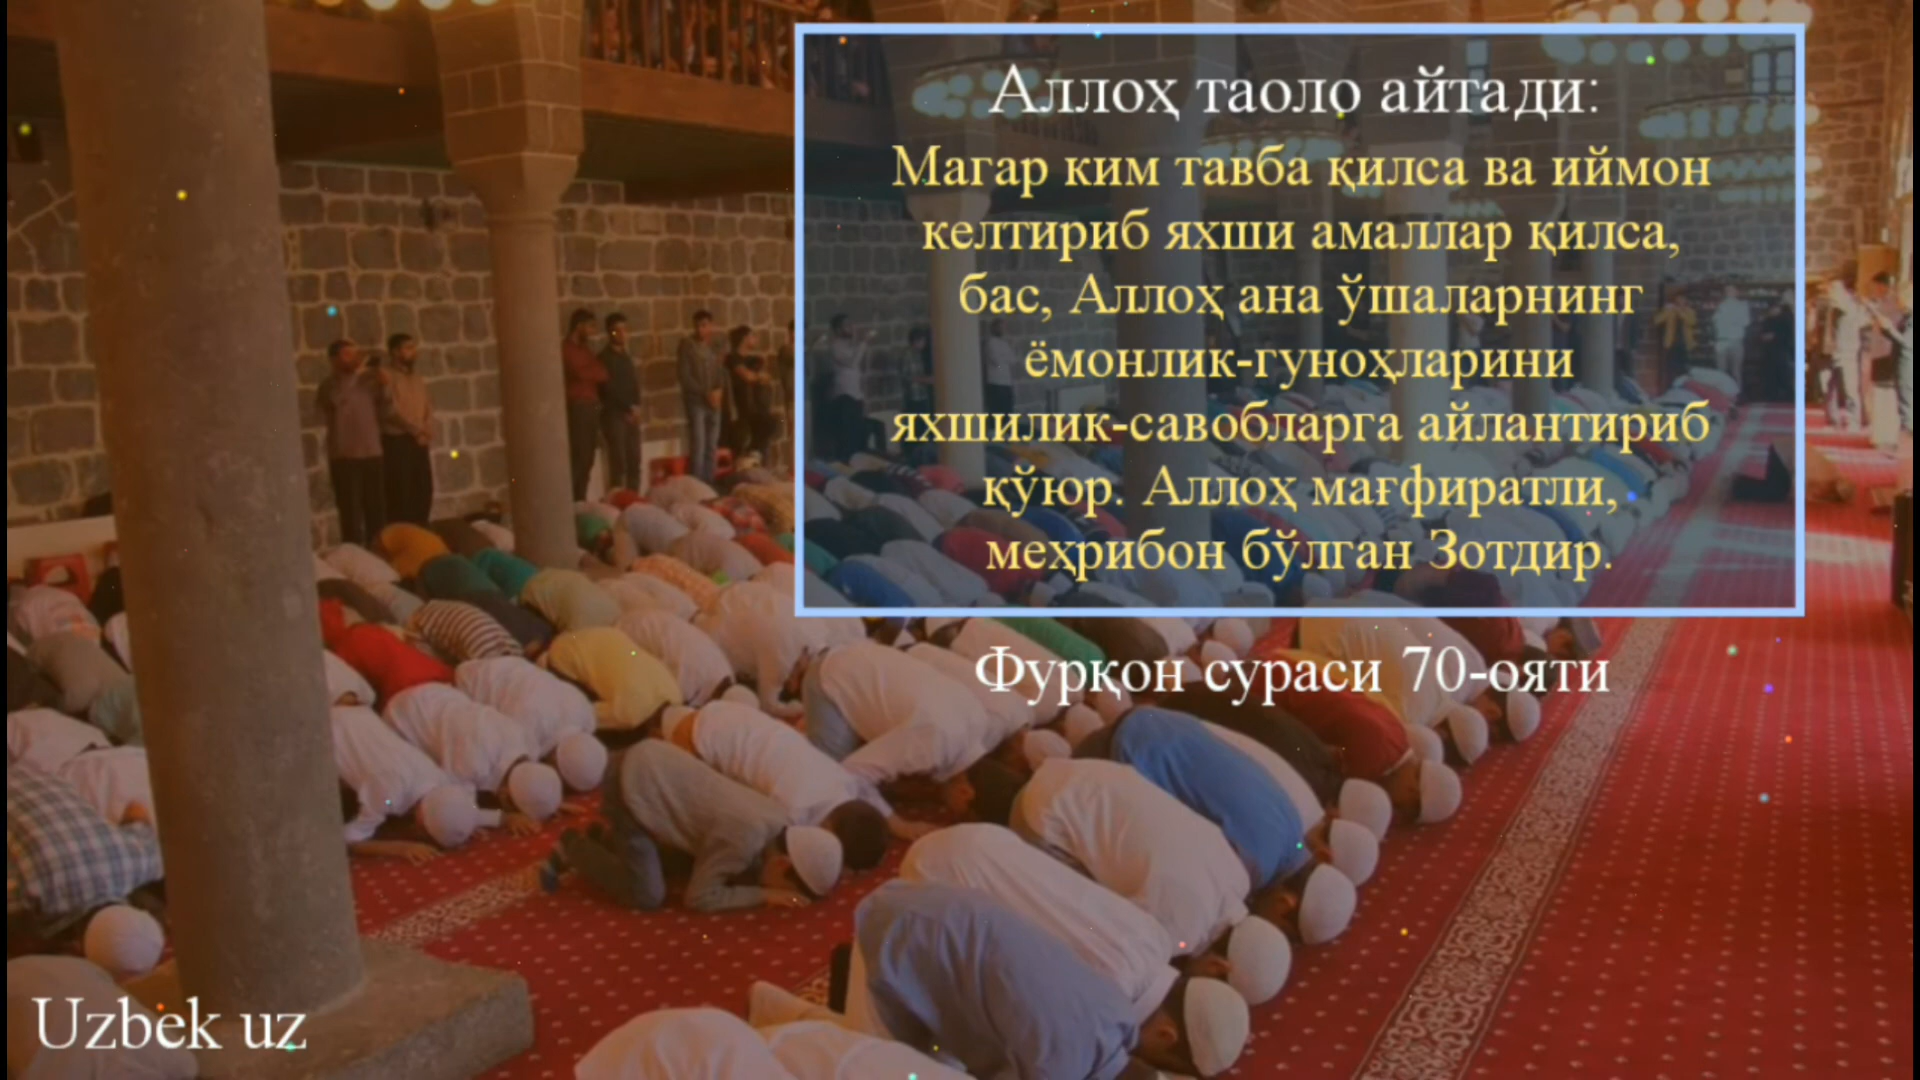 Аллоҳ таоло айтади:
Магар ким тавба қилса ва иймон
келтириб яхши амаллар қилса,
бас, Аллоҳ ана ўшаларнинг
ёмонлик-гуноҳларини
яхшилик-савобларга айлантириб
қўюр. Аллоҳ мағфиратли,
меҳрибон бўлган Зотдир.
Фурқон сураси 70-ояти
Uzbek uz